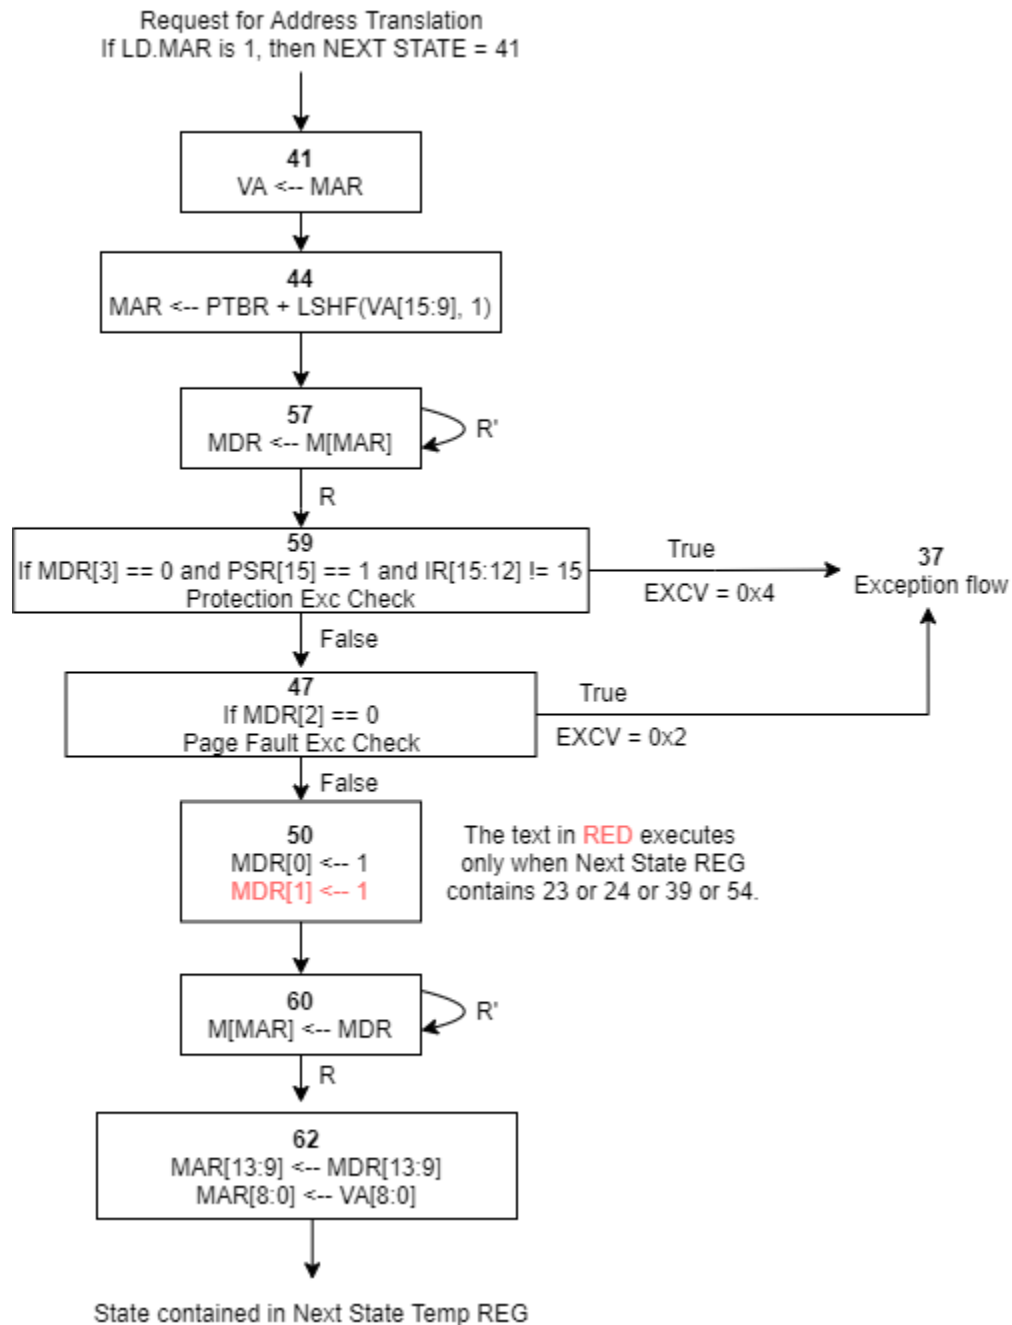 Request for Address Translation
If LD.MAR is 1, then NEXT STATE = 41
41
VA <-- MAR
44
MAR <-- PTBR + LSHF(VA[15:9], 1)
57
MDR <-- M[MAR]
R'
R
59
If MDR[3] == 0 and PSR[15] == 1 and IR[15:12] != 15
Protection Exc Check
True
EXCV = 0x4
37
Exception flow
False
47
If MDR[2] == 0
Page Fault Exc Check
True
EXCV = 0x2
False
50
MDR[0] <-- 1
MDR[1] <-- 1
The text in RED executes
only when Next State REG
contains 23 or 24 or 39 or 54.
60
M[MAR] <-- MDR
R'
R
62
MAR[13:9] <-- MDR[13:9]
MAR[8:0] <-- VA[8:0]
State contained in Next State Temp REG